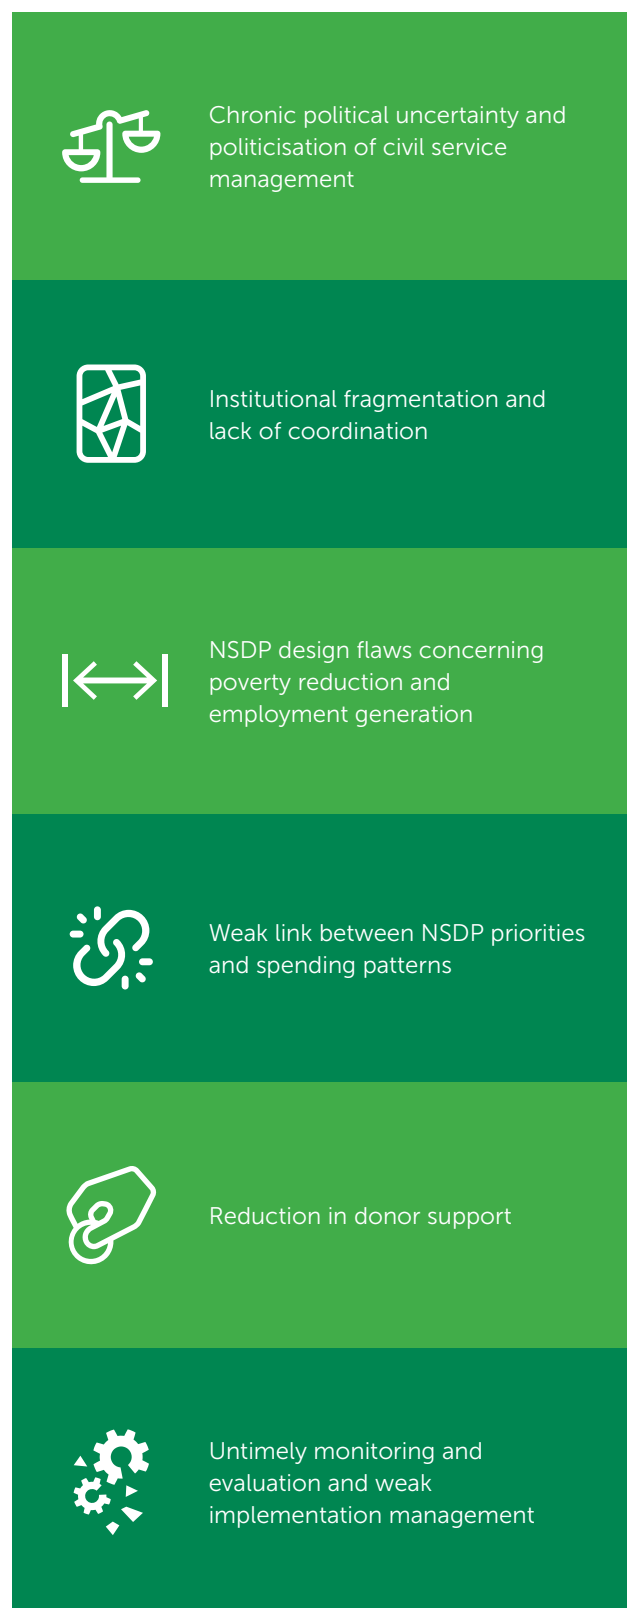 Chronic political uncertainty and
politicisation of civil service
management
Institutional fragmentation and
lack of coordination
NSDP design flaws concerning
poverty reduction and
employment generation
Weak link between NSDP priorities
and spending patterns
Reduction in donor support
Untimely monitoring and
evaluation and weak
implementation management